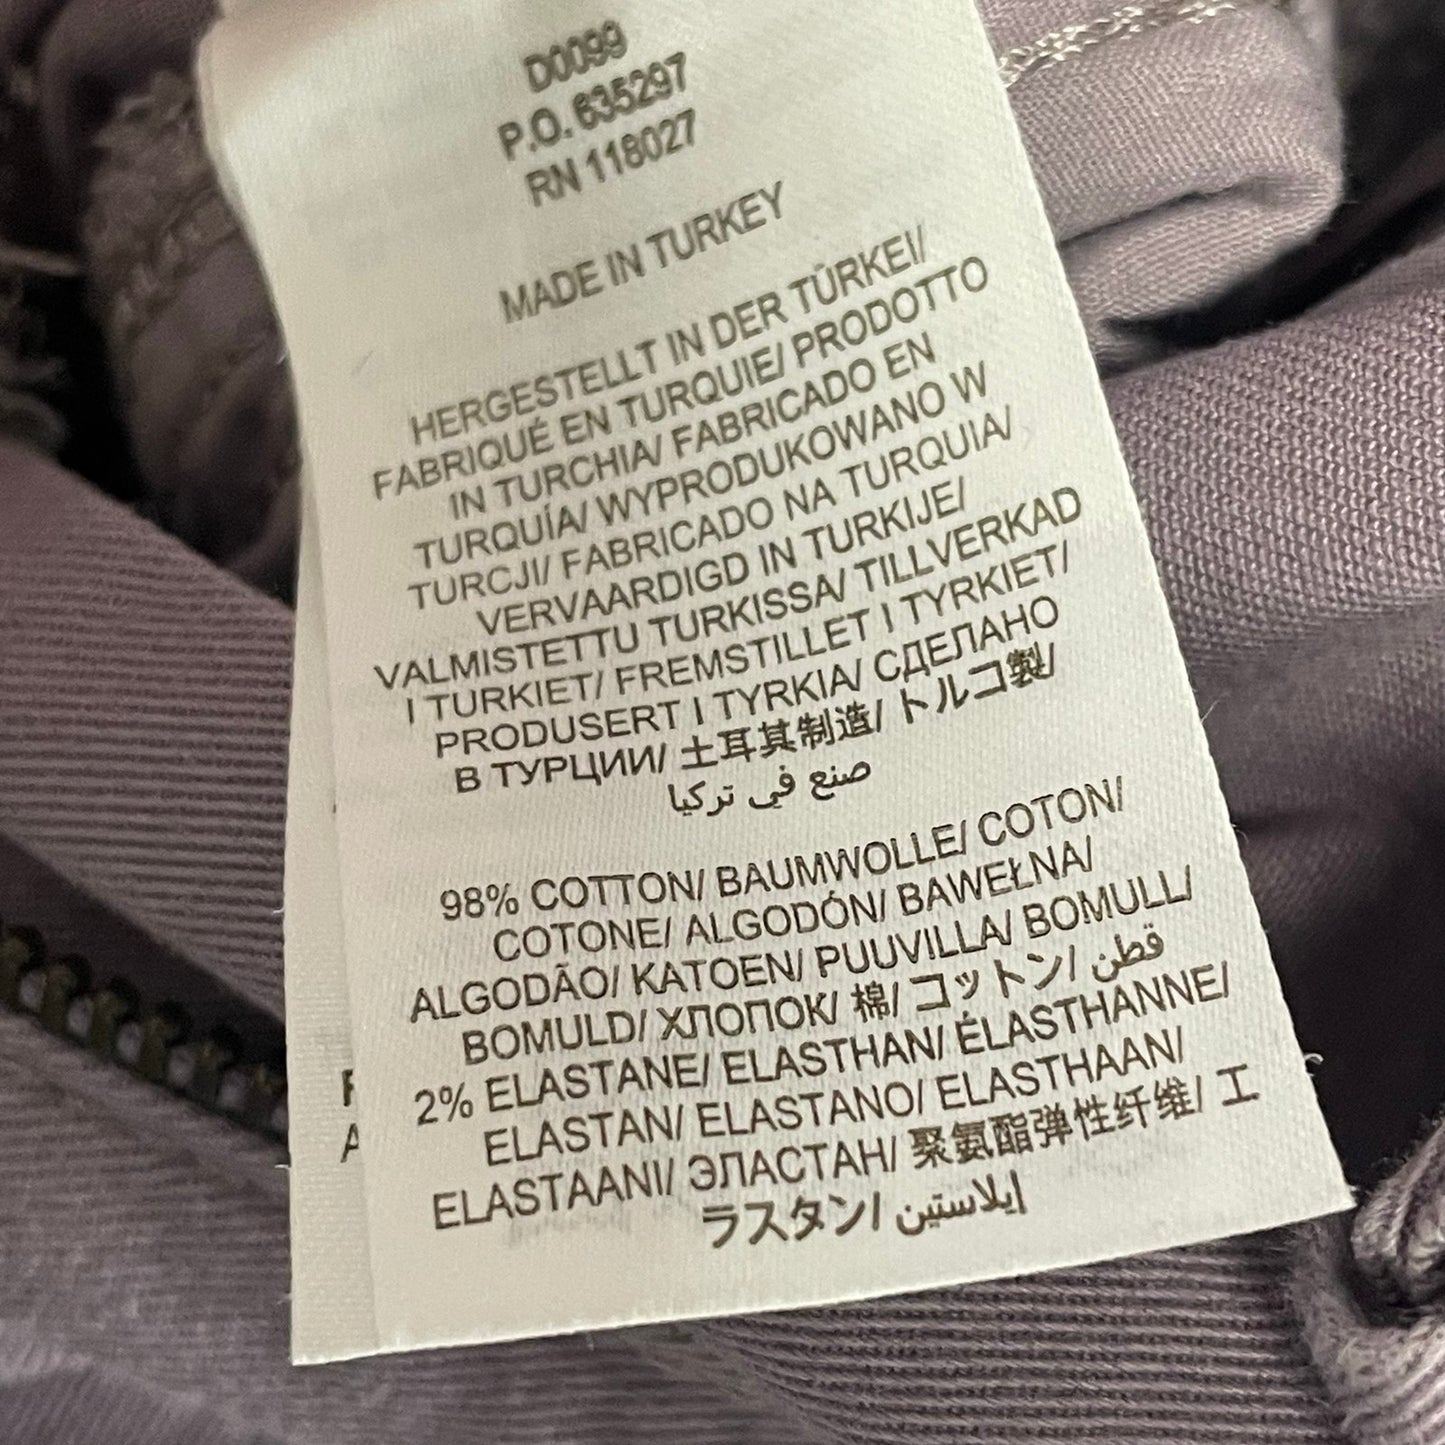 D0099
P.O. 635297
RN 118027
MADE IN TURKEY
HERGESTELLT IN DER TÜRKEI/
FABRIQUÉ EN TURQUIE/ PRODOTTO
IN TURCHIA/ FABRICADO EN
TURQUÍA/ WYPRODUKOWANO W
TURCJI/ FABRICADO NA TURQUIA/
VERVAARDIGD IN TURKIJE/
VALMISTETTU TURKISSA/ TILLVERKAD
I TURKIET/ FREMSTILLET I TYRKIET/
PRODUSERT I TYRKIA/ СДЕЛАНО
В ТУРЦИИ/ 土耳其制造/ トルコ製/
صنع في تركيا
98% COTTON/ BAUMWOLLE/ COTON/
COTONE/ ALGODÓN/ BAWEŁNA/
ALGODÃO/ KATOEN/ PUUVILLA/ BOMULL/
BOMULD/ ХЛОПОК/ 棉/ コットン/ قطن
2% ELASTANE/ ELASTHAN/ ÉLASTHANNE/
ELASTAN/ ELASTANO/ ELASTHAAN/
ELASTAANI/ ЭЛАСТАН/ 聚氨酯弹性纤维/ エ
ラスタン/ إيلاستين